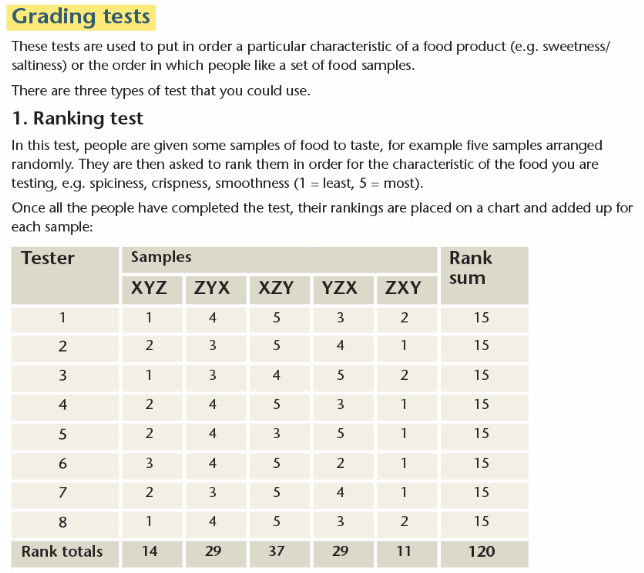 Grading tests
These tests are used to put in order a particular characteristic of a food product (e.g. sweetness/
saltiness) or the order in which people like a set of food samples.
There are three types of test that you could use.
1. Ranking test
In this test, people are given some samples of food to taste, for example five samples arranged
randomly. They are then asked to rank them in order for the characteristic of the food you are
testing, e.g. spiciness, crispness, smoothness (1 = least, 5 = most).
Once all the people have completed the test, their rankings are placed on a chart and added up for
each sample:
Tester Samples Rank sum
XYZ ZYX XZY YZX ZXY
1 1 4 5 3 2 15
2 2 3 5 4 1 15
3 1 3 4 5 2 15
4 2 4 5 3 1 15
5 2 4 3 5 1 15
6 3 4 5 2 1 15
7 2 3 5 4 1 15
8 1 4 5 3 2 15
Rank totals 14 29 37 29 11 120